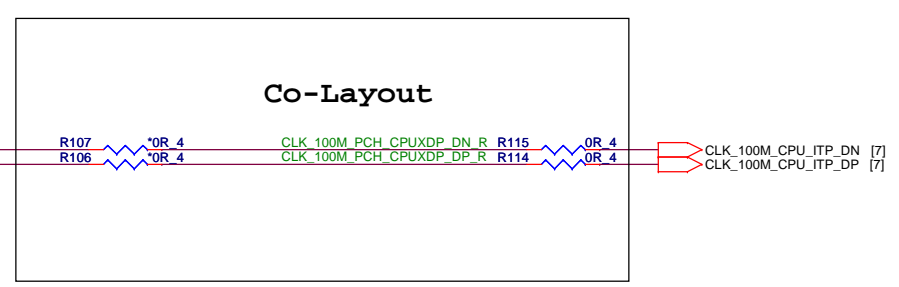 Co-Layout
R107 *0R_4 CLK_100M_PCH_CPUXDP_DN_R R115 0R_4 CLK_100M_CPU_ITP_DN [7]
R106 *0R_4 CLK_100M_PCH_CPUXDP_DP_R R114 0R_4 CLK_100M_CPU_ITP_DP [7]